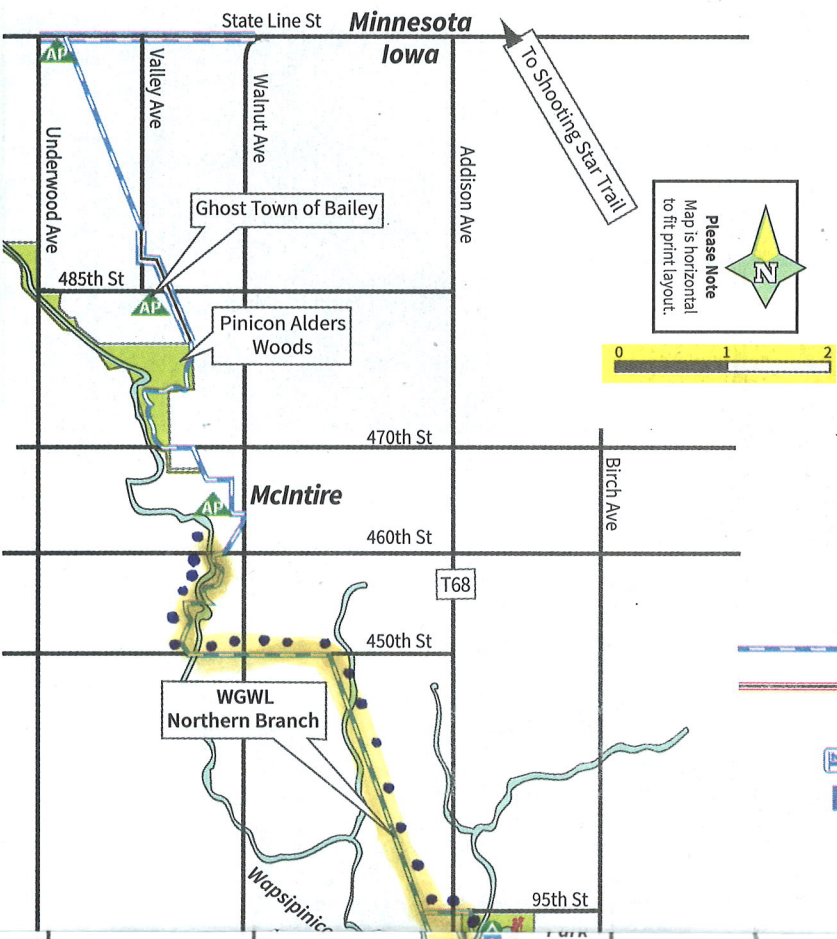 State Line St
Minnesota
Iowa
AP
Valley Ave
Walnut Ave
Underwood Ave
Addison Ave
To Shooting Star Trail
Ghost Town of Bailey
Please Note
Map is horizontal
to fit print layout.
N
485th St
AP
Pinicon Alders
Woods
0 1 2
470th St
McIntire
AP
Birch Ave
460th St
T68
450th St
WGWL
Northern Branch
Wapsipinico
95th St